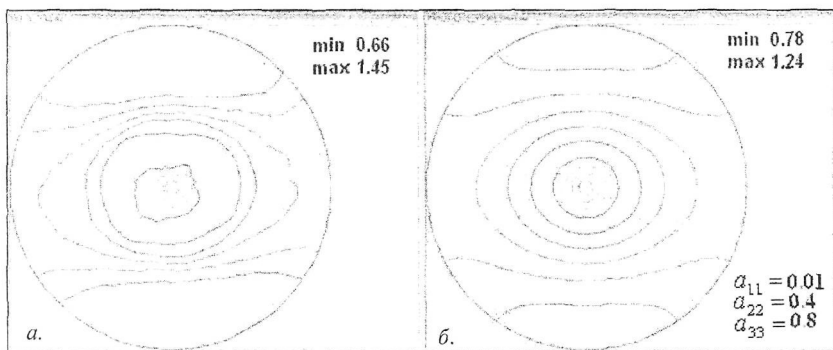 min 0.66
max 1.45
а.
min 0.78
max 1.24
a₁₁ = 0.01
a₂₂ = 0.4
a₃₃ = 0.8
б.